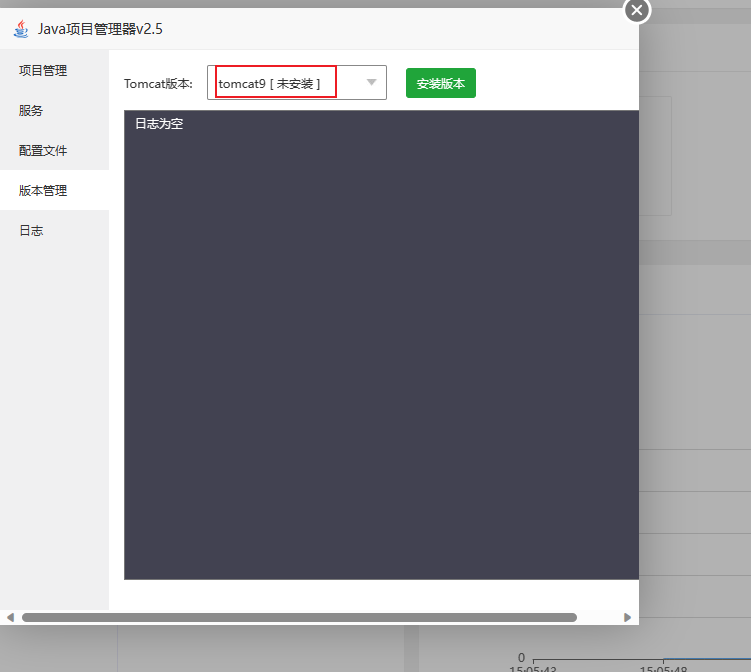 Java项目管理器v2.5
项目管理
服务
配置文件
版本管理
日志
Tomcat版本:
tomcat9 [ 未安装 ]
安装版本
日志为空
0
15:05:43
15:05:48